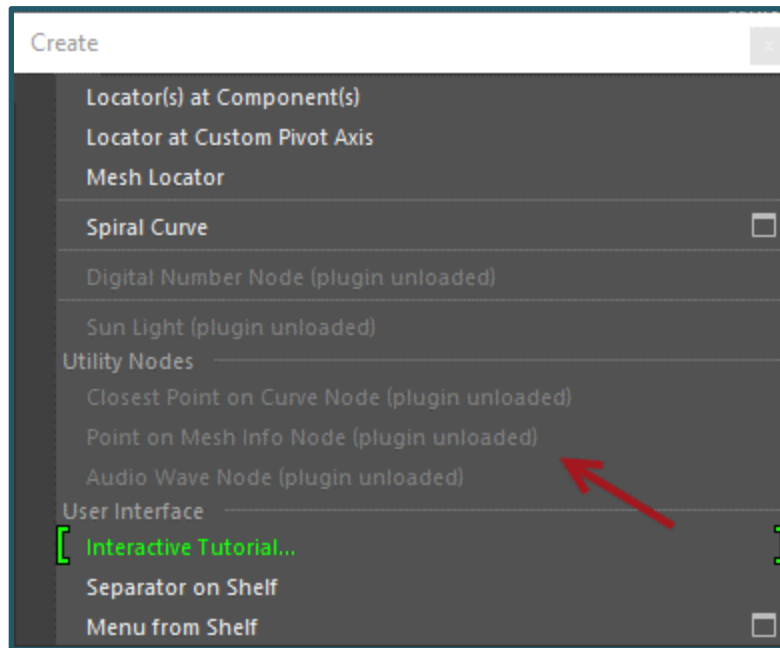 Create
Locator(s) at Component(s)
Locator at Custom Pivot Axis
Mesh Locator
Spiral Curve
Digital Number Node (plugin unloaded)
Sun Light (plugin unloaded)
Utility Nodes
Closest Point on Curve Node (plugin unloaded)
Point on Mesh Info Node (plugin unloaded)
Audio Wave Node (plugin unloaded)
User Interface
Interactive Tutorial...
Separator on Shelf
Menu from Shelf